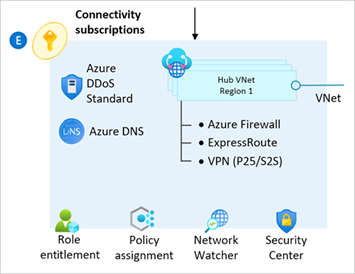 Connectivity
subscriptions
E
Azure
DDoS
Standard
Hub VNet
Region 1
VNet
DNS
Azure DNS
• Azure Firewall
• ExpressRoute
• VPN (P25/S2S)
Role
entitlement
Policy
assignment
Network
Watcher
Security
Center